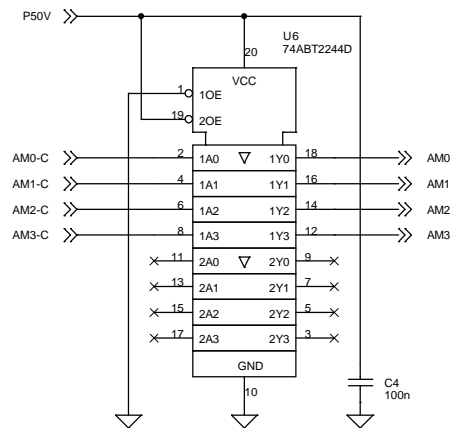 P50V
U6
74ABT2244D
20
VCC
1 1OE
19 2OE
AM0-C 2 1A0 1Y0 18 AM0
AM1-C 4 1A1 1Y1 16 AM1
AM2-C 6 1A2 1Y2 14 AM2
AM3-C 8 1A3 1Y3 12 AM3
11 2A0 2Y0 9
13 2A1 2Y1 7
15 2A2 2Y2 5
17 2A3 2Y3 3
GND
10
C4
100n